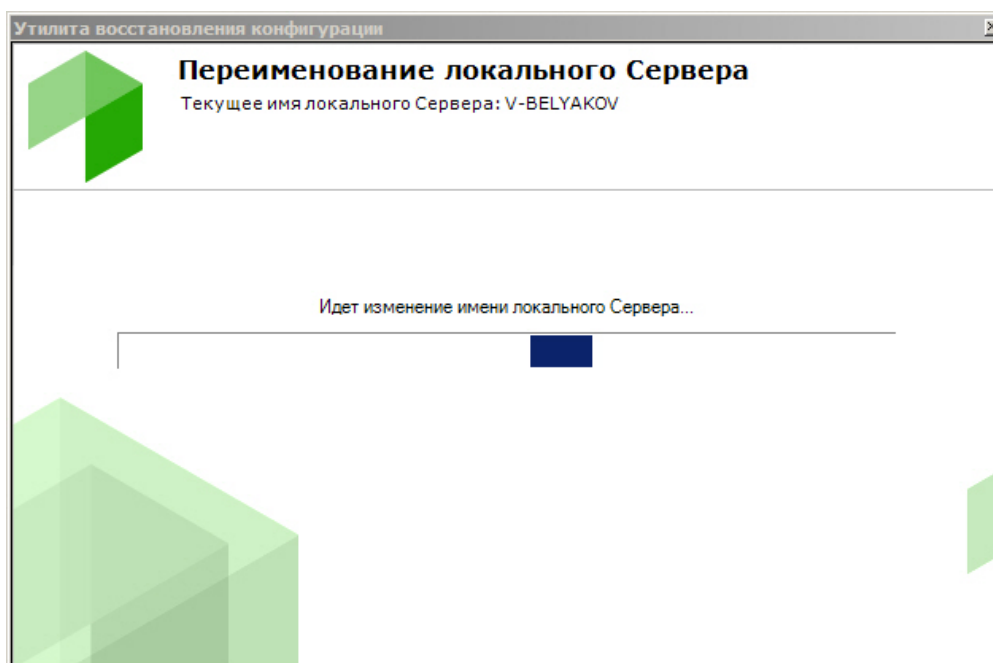 Утилита восстановления конфигурации
Переименование локального Сервера
Текущее имя локального Сервера: V-BELYAKOV
Идет изменение имени локального Сервера...